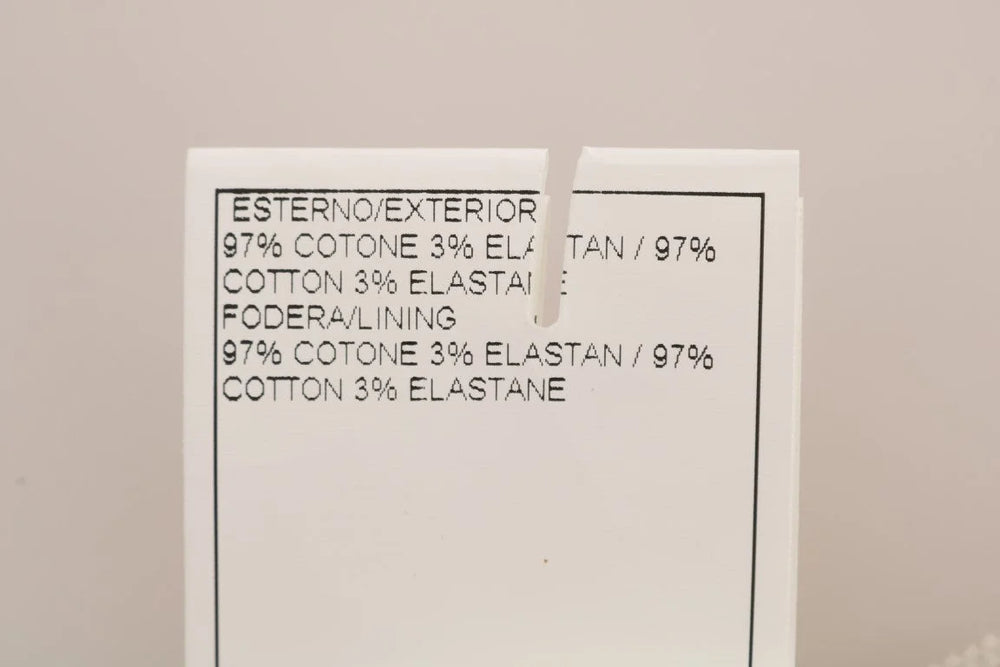 ESTERNO/EXTERIOR
97% COTONE 3% ELASTAN / 97%
COTTON 3% ELASTANE
FODERA/LINING
97% COTONE 3% ELASTAN / 97%
COTTON 3% ELASTANE